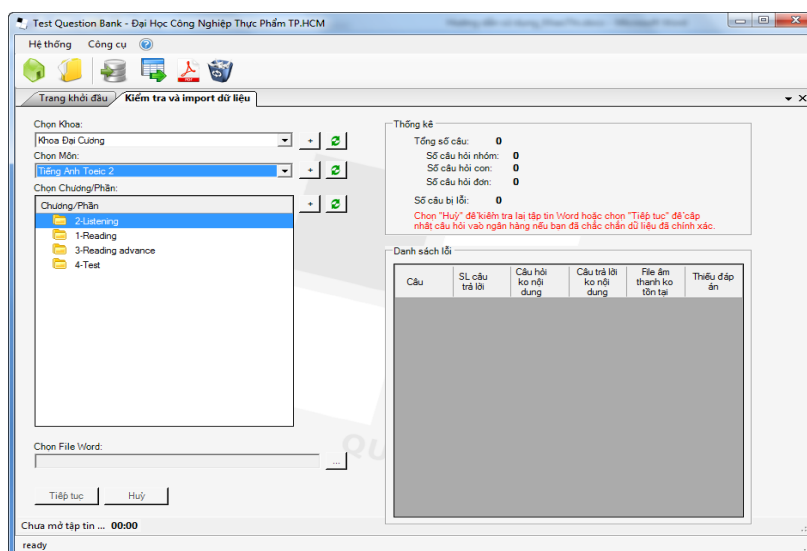 Test Question Bank - Đại Học Công Nghiệp Thực Phẩm TP.HCM
Hệ thống Công cụ
Trang khởi đầu Kiểm tra và import dữ liệu
Chọn Khoa:
Khoa Đại Cương
Chọn Môn:
Tiếng Anh Toeic 2
Chọn Chương/Phần:
Chương/Phần
2-Listening
1-Reading
3-Reading advance
4-Test
Chọn File Word:
...
Tiếp tục Huỷ
Chưa mở tập tin ... 00:00
ready
Thống kê
Tổng số câu: 0
Số câu hỏi nhóm: 0
Số câu hỏi con: 0
Số câu hỏi đơn: 0
Số câu bị lỗi: 0
Chọn "Huỷ" để kiểm tra lại tập tin Word hoặc chọn "Tiếp tục" để cập
nhật câu hỏi vào ngân hàng nếu bạn đã chắc chắn dữ liệu đã chính xác.
Danh sách lỗi
Câu
SL câu
trả lời
Câu hỏi
ko nội
dung
Câu trả lời
ko nội
dung
File âm
thanh ko
tồn tại
Thiếu đáp
án
QU